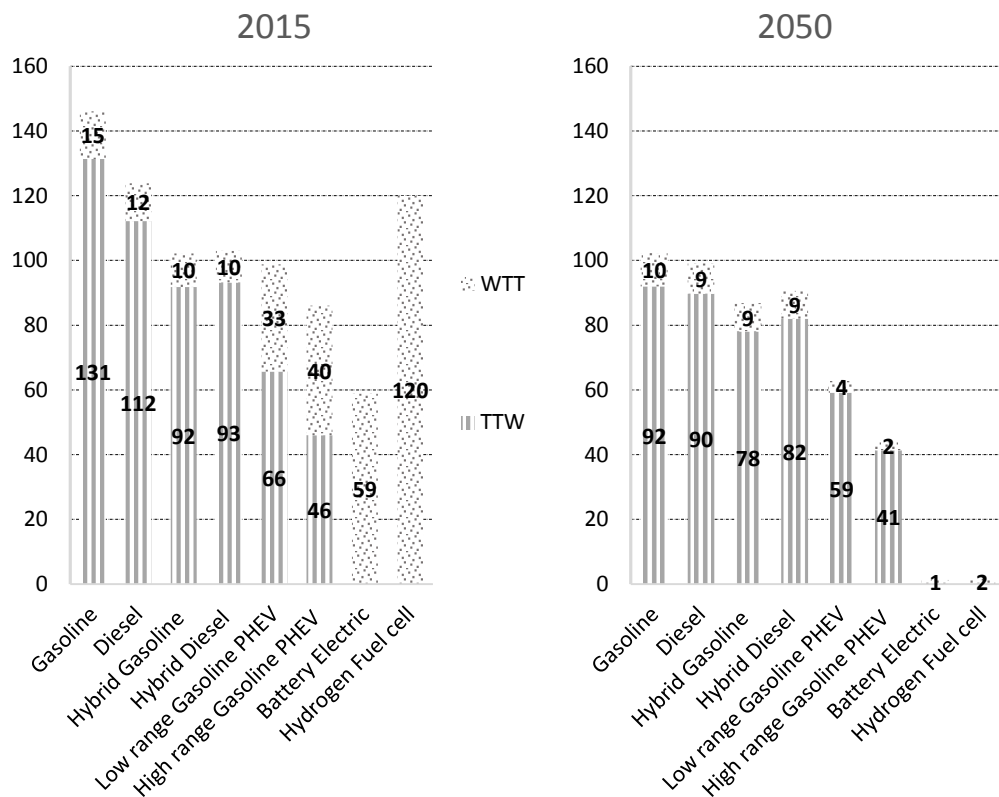 2015
160
140
120
100
80
60
40
20
0
15
131
12
112
10
92
10
93
33
66
40
46
59
120
Gasoline
Diesel
Hybrid Gasoline
Hybrid Diesel
Low range Gasoline PHEV
High range Gasoline PHEV
Battery Electric
Hydrogen Fuel cell
WTT
TTW
2050
160
140
120
100
80
60
40
20
0
10
92
9
90
9
78
9
82
4
59
2
41
1
2
Gasoline
Diesel
Hybrid Gasoline
Hybrid Diesel
Low range Gasoline PHEV
High range Gasoline PHEV
Battery Electric
Hydrogen Fuel cell